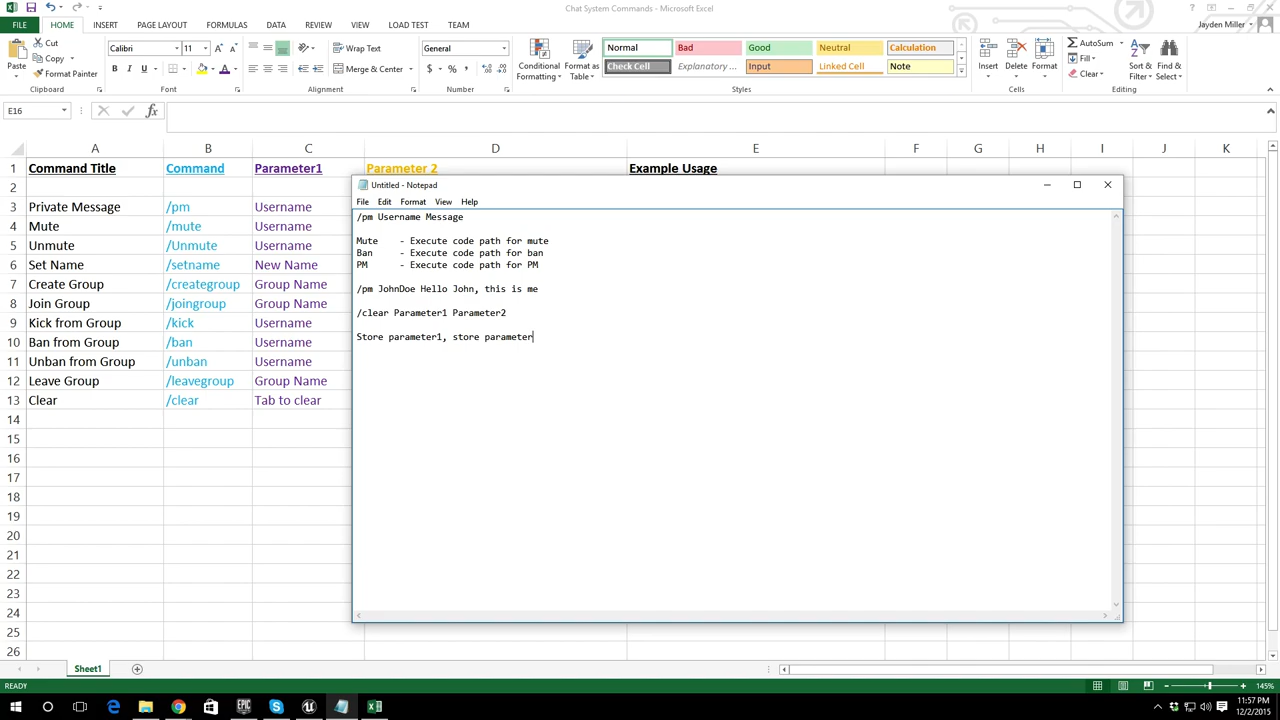 Chat System Commands - Microsoft Excel
FILE HOME INSERT PAGE LAYOUT FORMULAS DATA REVIEW VIEW LOAD TEST TEAM Jayden Miller
Paste Cut Copy Format Painter Clipboard
Calibri 11 B I U Font
Wrap Text Merge & Center Alignment
General $ % Number
Conditional Formatting Format as Table
Normal Bad Good Neutral Calculation
Check Cell Explanatory ... Input Linked Cell Note
Styles
Insert Delete Format Cells
AutoSum Fill Clear Sort & Filter Find & Select Editing
E16 fx
A B C D E F G H I J K
1 Command Title Command Parameter1 Parameter 2 Example Usage
2
3 Private Message /pm Username
4 Mute /mute Username
5 Unmute /Unmute Username
6 Set Name /setname New Name
7 Create Group /creategroup Group Name
8 Join Group /joingroup Group Name
9 Kick from Group /kick Username
10 Ban from Group /ban Username
11 Unban from Group /unban Username
12 Leave Group /leavegroup Group Name
13 Clear /clear Tab to clear
14
15
16
17
18
19
20
21
22
23
24
25
26
Untitled - Notepad
File Edit Format View Help
/pm Username Message
Mute - Execute code path for mute
Ban - Execute code path for ban
PM - Execute code path for PM
/pm JohnDoe Hello John, this is me
/clear Parameter1 Parameter2
Store parameter1, store parameter
Sheet1
READY 145%
11:57 PM
12/2/2015